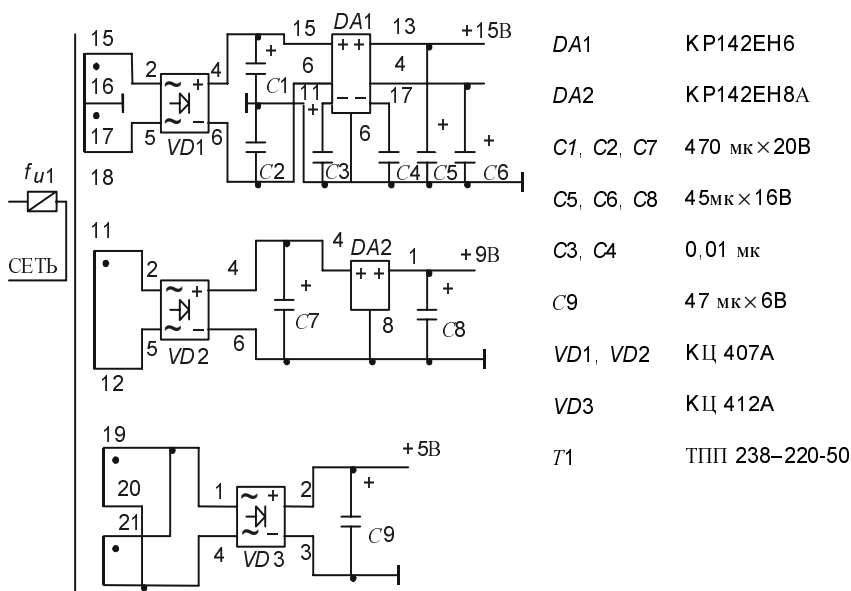 DA1
15 13 +15В
15 2 4 + 6 + + 4
16 ~ + C1 11 17
17 ~ − + − − + +
5 6 6
18 VD1 C2 C3 C4 C5 C6
fu1
СЕТЬ
11 4 DA2 1 +9В
2 4 + + +
~ + + C7 8 +
~ − C8
5 VD2 6
12
19 +5В
20 1 2 +
21 ~ +
~ − C9
4 VD3 3
DA1 КР142ЕН6
DA2 КР142ЕН8А
C1, C2, C7 470 мк×20В
C5, C6, C8 45мк×16В
C3, C4 0,01 мк
C9 47 мк×6В
VD1, VD2 КЦ 407А
VD3 КЦ 412А
T1 ТПП 238–220-50